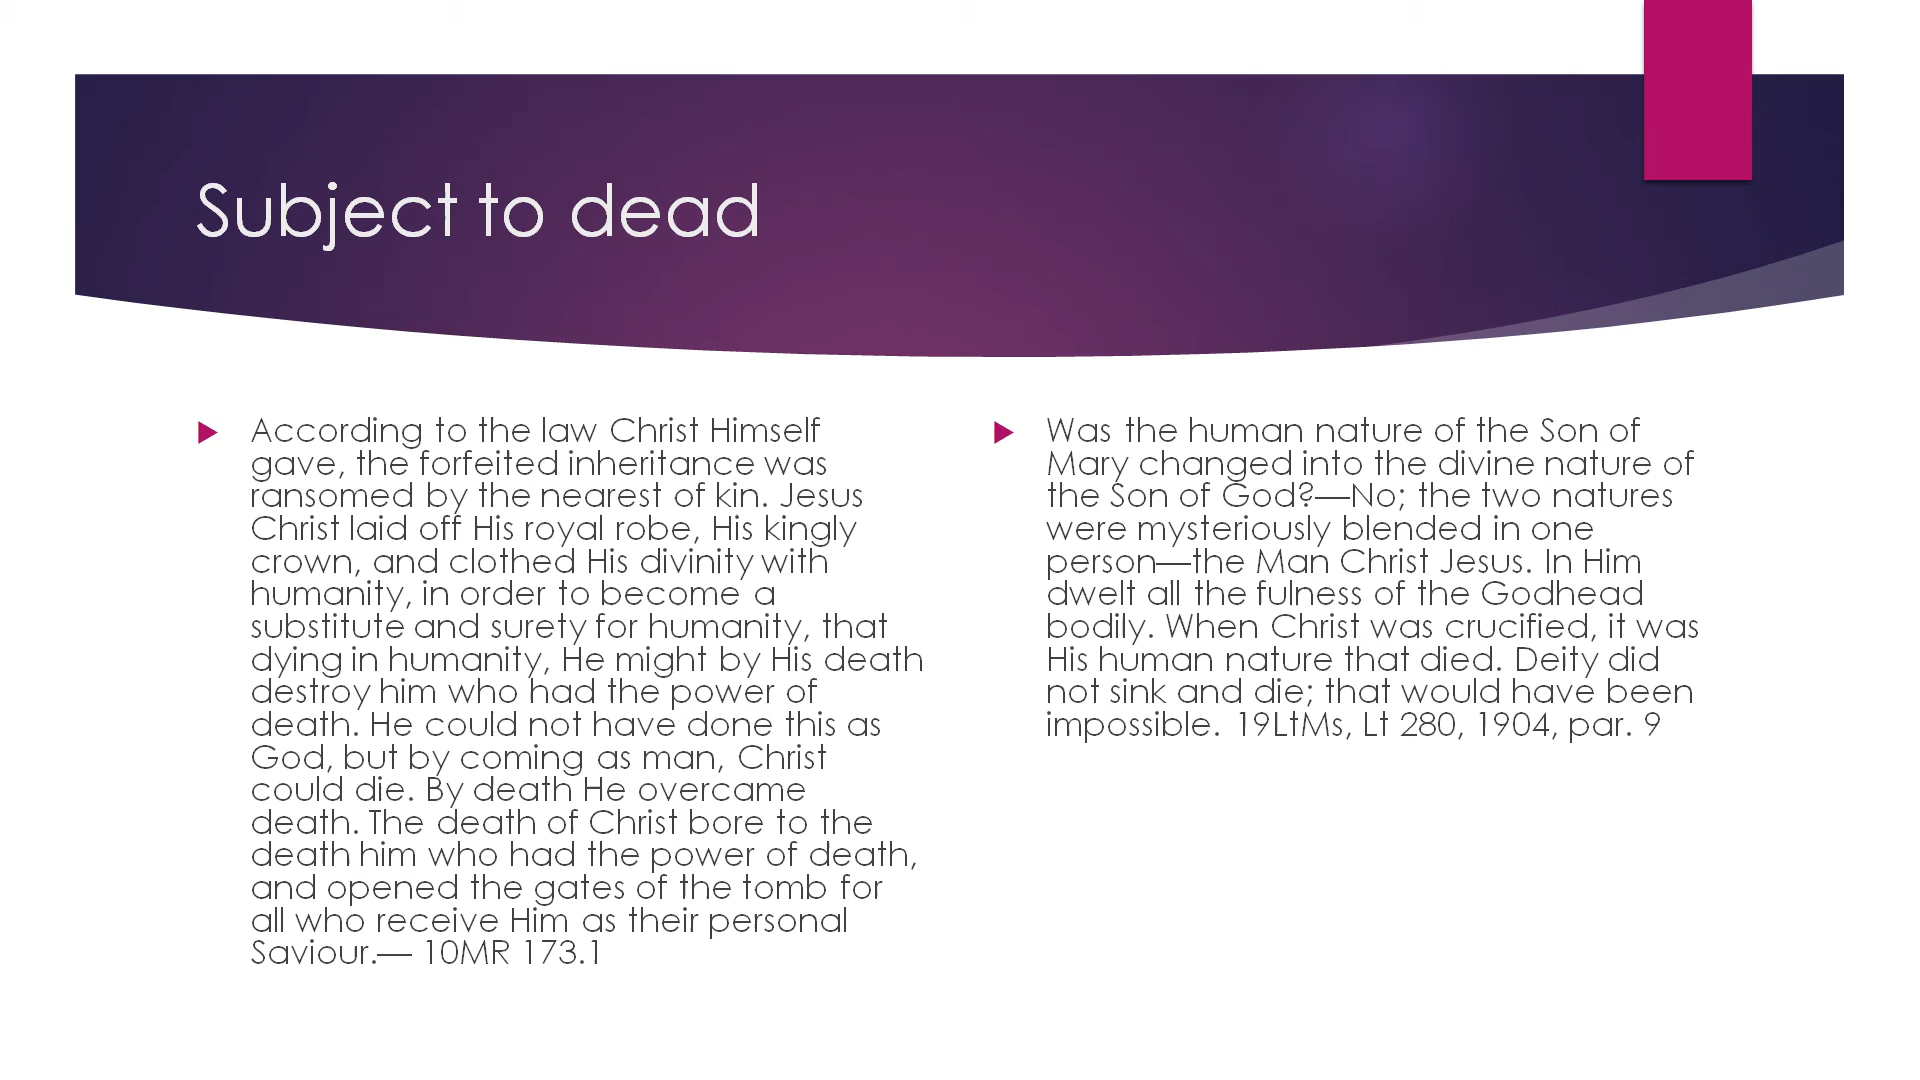 Subject to dead
According to the law Christ Himself
gave, the forfeited inheritance was
ransomed by the nearest of kin. Jesus
Christ laid off His royal robe, His kingly
crown, and clothed His divinity with
humanity, in order to become a
substitute and surety for humanity, that
dying in humanity, He might by His death
destroy him who had the power of
death. He could not have done this as
God, but by coming as man, Christ
could die. By death He overcame
death. The death of Christ bore to the
death him who had the power of death,
and opened the gates of the tomb for
all who receive Him as their personal
Saviour.— 10MR 173.1
Was the human nature of the Son of
Mary changed into the divine nature of
the Son of God?—No; the two natures
were mysteriously blended in one
person—the Man Christ Jesus. In Him
dwelt all the fulness of the Godhead
bodily. When Christ was crucified, it was
His human nature that died. Deity did
not sink and die; that would have been
impossible. 19LtMs, Lt 280, 1904, par. 9